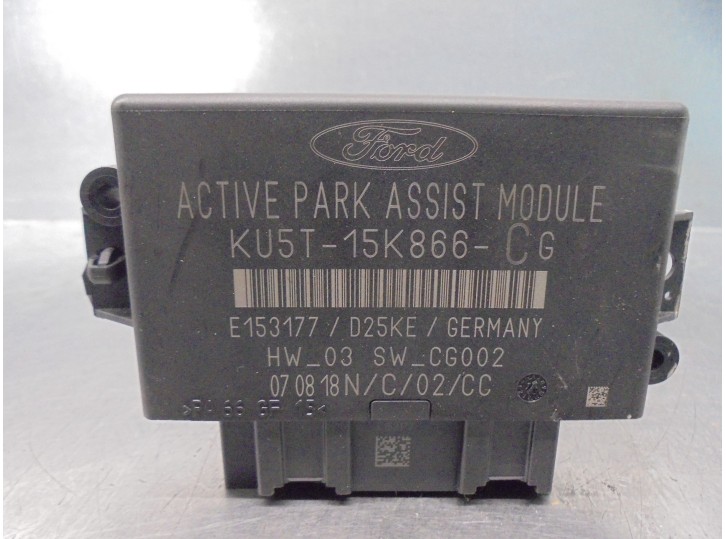 Ford
ACTIVE PARK ASSIST MODULE
KU5T-15K866-CG
E153177 / D25KE / GERMANY
HW_03 SW_CG002
07 08 18 N/C/02/CC
>PA 66 GF 15<